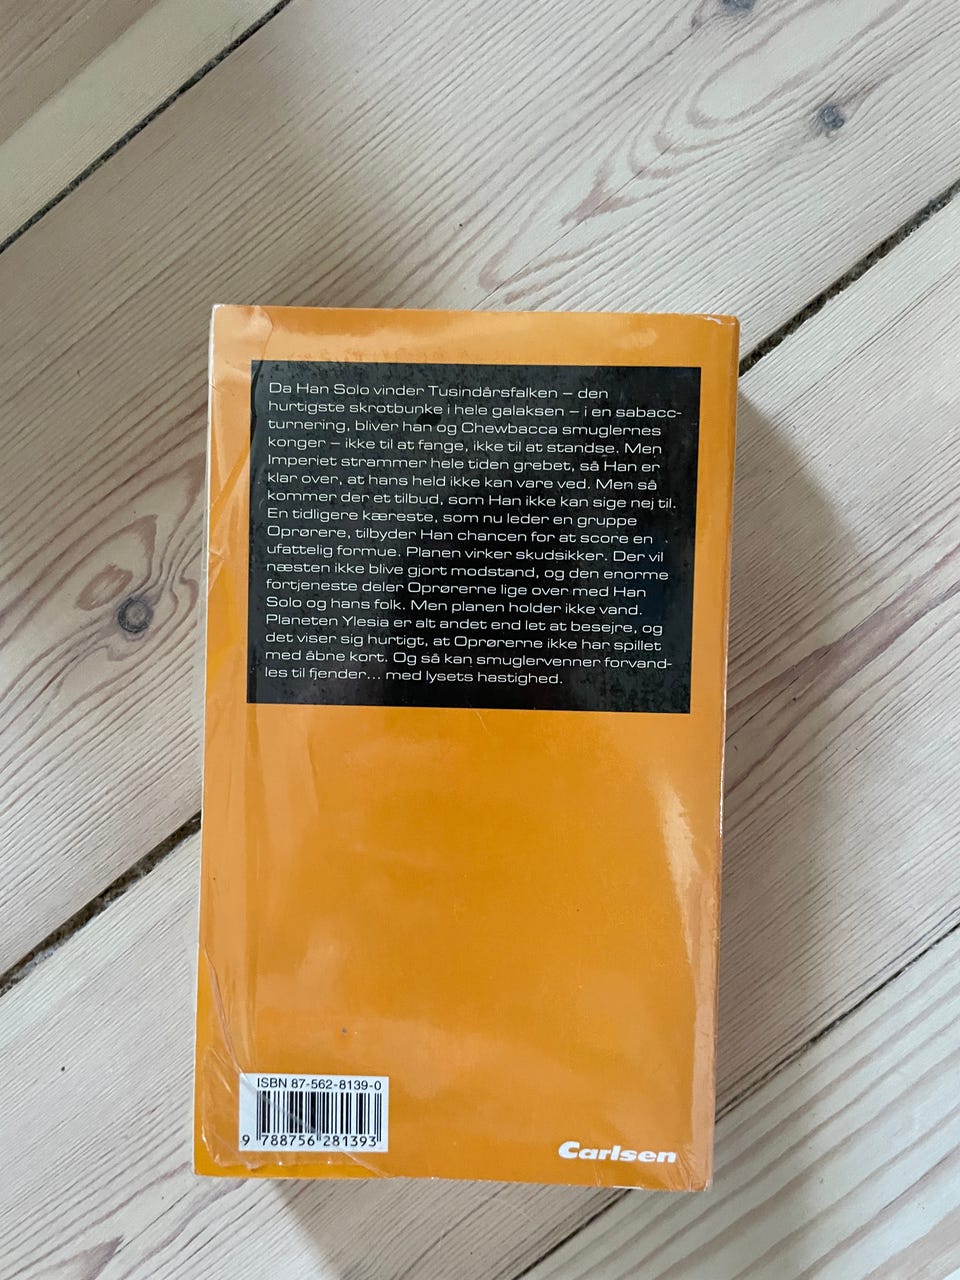 Da Han Solo vinder Tusindårsfalken – den
hurtigste skrotbunke i hele galaksen – i en sabacc-
turnering, bliver han og Chewbacca smuglernes
konger – ikke til at fange, ikke til at standse. Men
Imperiet strammer hele tiden grebet, så Han er
klar over, at hans held ikke kan vare ved. Men så
kommer der et tilbud, som Han ikke kan sige nej til.
En tidligere kæreste, som nu leder en gruppe
Oprørere, tilbyder Han chancen for at score en
ufattelig formue. Planen virker skudsikker. Der vil
næsten ikke blive gjort modstand, og den enorme
fortjeneste deler Oprørerne lige over med Han
Solo og hans folk. Men planen holder ikke vand.
Planeten Ylesia er alt andet end let at besejre, og
det viser sig hurtigt, at Oprørerne ikke har spillet
med åbne kort. Og så kan smuglervenner forvand-
les til fjender... med lysets hastighed.
ISBN 87-562-8139-0
9 788756 281393
Carlsen